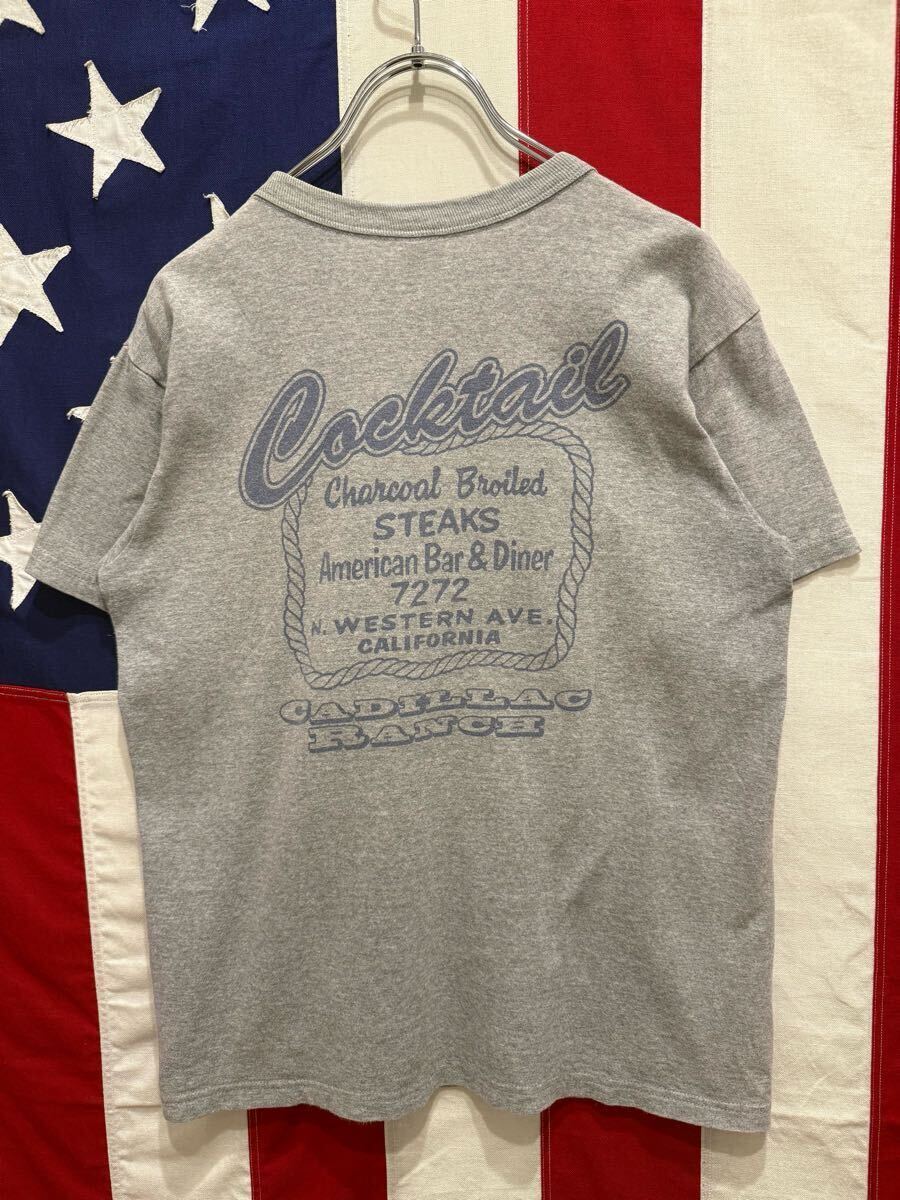 Cocktail
Charcoal Broiled
STEAKS
American Bar & Diner
7272
N. WESTERN AVE.
CALIFORNIA
CADILLAC
RANCH